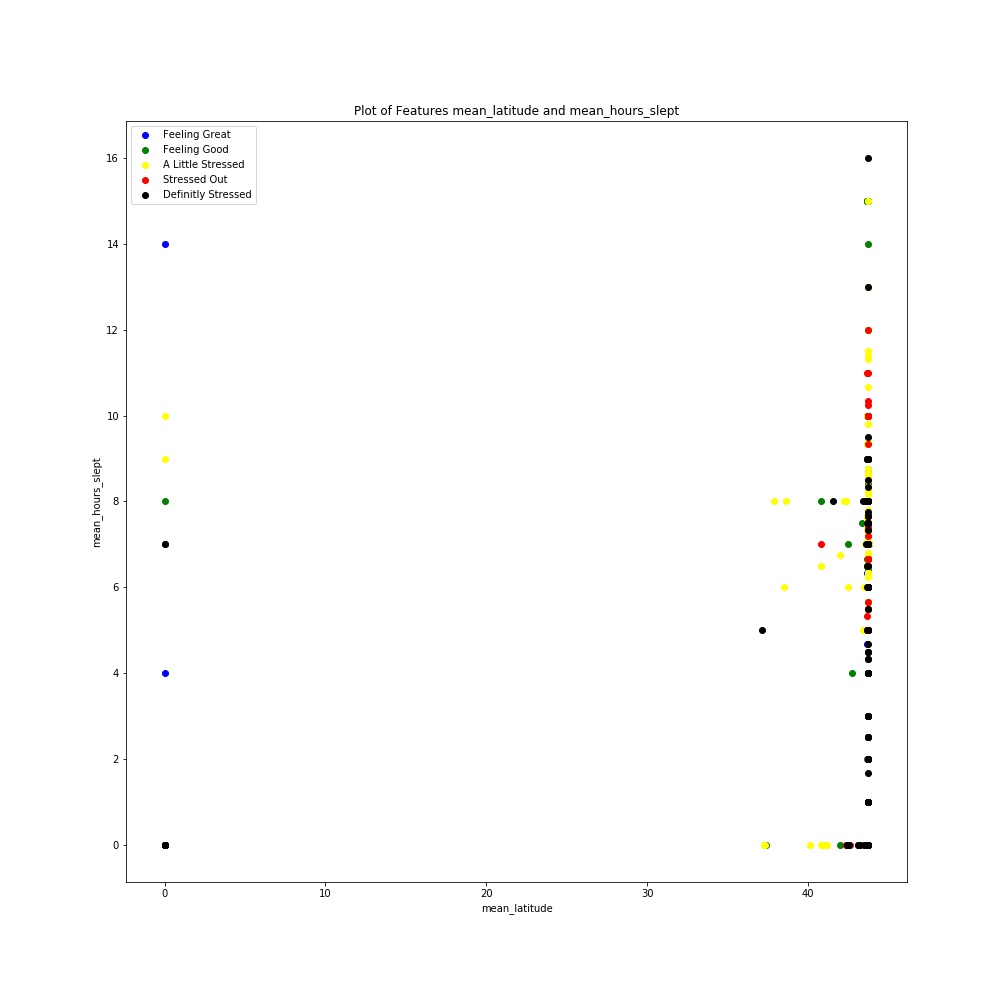 Plot of Features mean_latitude and mean_hours_slept
Feeling Great
Feeling Good
A Little Stressed
Stressed Out
Definitly Stressed
mean_hours_slept
16
14
12
10
8
6
4
2
0
0 10 20 30 40
mean_latitude